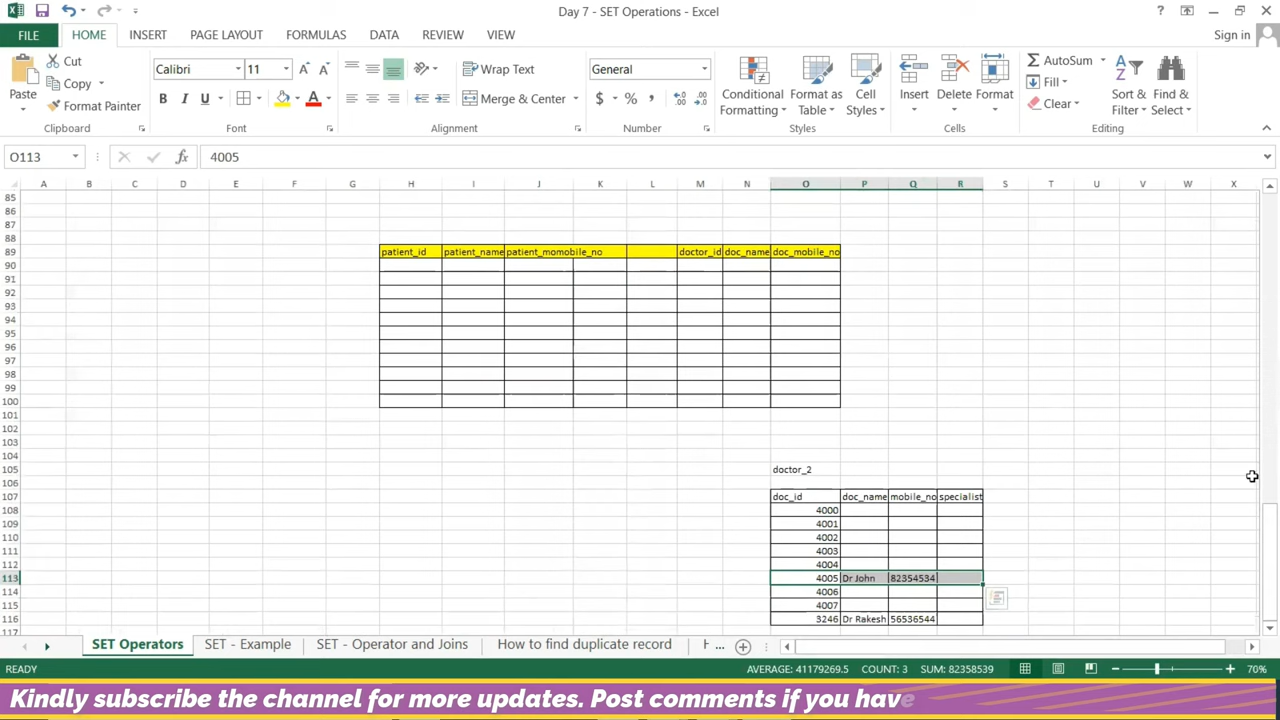 Day 7 - SET Operations - Excel
?
FILE HOME INSERT PAGE LAYOUT FORMULAS DATA REVIEW VIEW Sign in
Paste Cut Copy Format Painter
Calibri 11 A A
B I U A
Wrap Text
Merge & Center
General
$ % ,
Conditional Formatting
Format as Table
Cell Styles
Insert Delete Format
AutoSum
Fill
Clear
Sort & Filter
Find & Select
Clipboard Font Alignment Number Styles Cells Editing
O113 fx 4005
A B C D E F G H I J K L M N O P Q R S T U V W X
85
86
87
88
89 patient_id patient_name patient_momobile_no doctor_id doc_name doc_mobile_no
90
91
92
93
94
95
96
97
98
99
100
101
102
103
104
105 doctor_2
106
107 doc_id doc_name mobile_no specialist
108 4000
109 4001
110 4002
111 4003
112 4004
113 4005 Dr John 82354534
114 4006
115 4007
116 3246 Dr Rakesh 56536544
117
SET Operators SET - Example SET - Operator and Joins How to find duplicate record ...
READY AVERAGE: 41179269.5 COUNT: 3 SUM: 82358539 70%
Kindly subscribe the channel for more updates. Post comments if you have